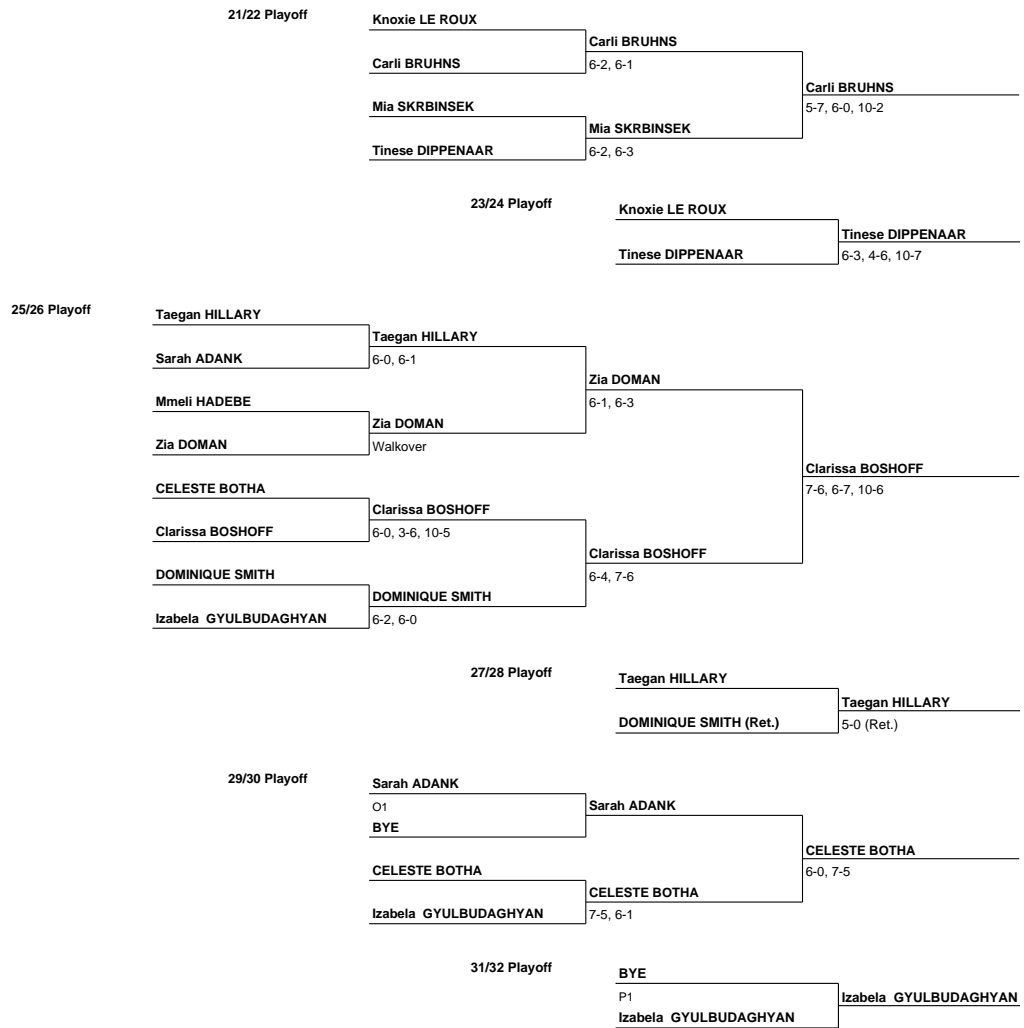 21/22 Playoff
Knoxie LE ROUX
Carli BRUHNS
Carli BRUHNS
6-2, 6-1
Carli BRUHNS
5-7, 6-0, 10-2
Mia SKRBINSEK
Mia SKRBINSEK
Tinese DIPPENAAR
6-2, 6-3
23/24 Playoff
Knoxie LE ROUX
Tinese DIPPENAAR
Tinese DIPPENAAR
6-3, 4-6, 10-7
25/26 Playoff
Taegan HILLARY
Taegan HILLARY
Sarah ADANK
6-0, 6-1
Zia DOMAN
6-1, 6-3
Mmeli HADEBE
Zia DOMAN
Zia DOMAN
Walkover
Clarissa BOSHOFF
7-6, 6-7, 10-6
CELESTE BOTHA
Clarissa BOSHOFF
Clarissa BOSHOFF
6-0, 3-6, 10-5
Clarissa BOSHOFF
6-4, 7-6
DOMINIQUE SMITH
DOMINIQUE SMITH
Izabela  GYULBUDAGHYAN
6-2, 6-0
27/28 Playoff
Taegan HILLARY
Taegan HILLARY
DOMINIQUE SMITH (Ret.)
5-0 (Ret.)
29/30 Playoff
Sarah ADANK
O1
Sarah ADANK
BYE
CELESTE BOTHA
6-0, 7-5
CELESTE BOTHA
CELESTE BOTHA
Izabela  GYULBUDAGHYAN
7-5, 6-1
31/32 Playoff
BYE
P1
Izabela  GYULBUDAGHYAN
Izabela  GYULBUDAGHYAN